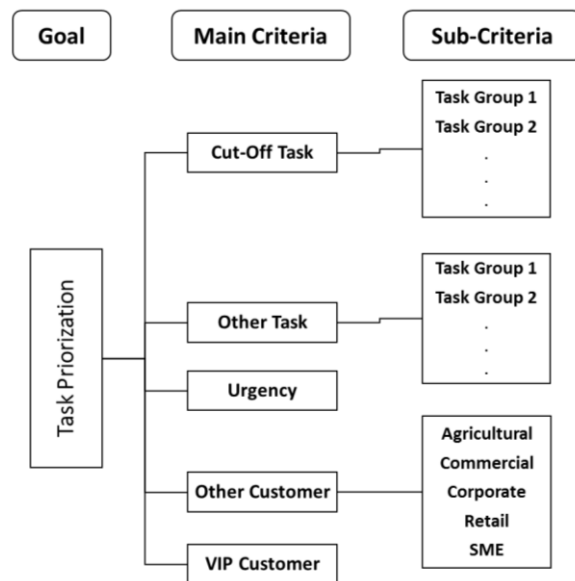 Goal
Main Criteria
Sub-Criteria
Task Priorization
Cut-Off Task
Task Group 1
Task Group 2
.
.
.
Other Task
Task Group 1
Task Group 2
.
.
.
Urgency
Other Customer
Agricultural
Commercial
Corporate
Retail
SME
VIP Customer